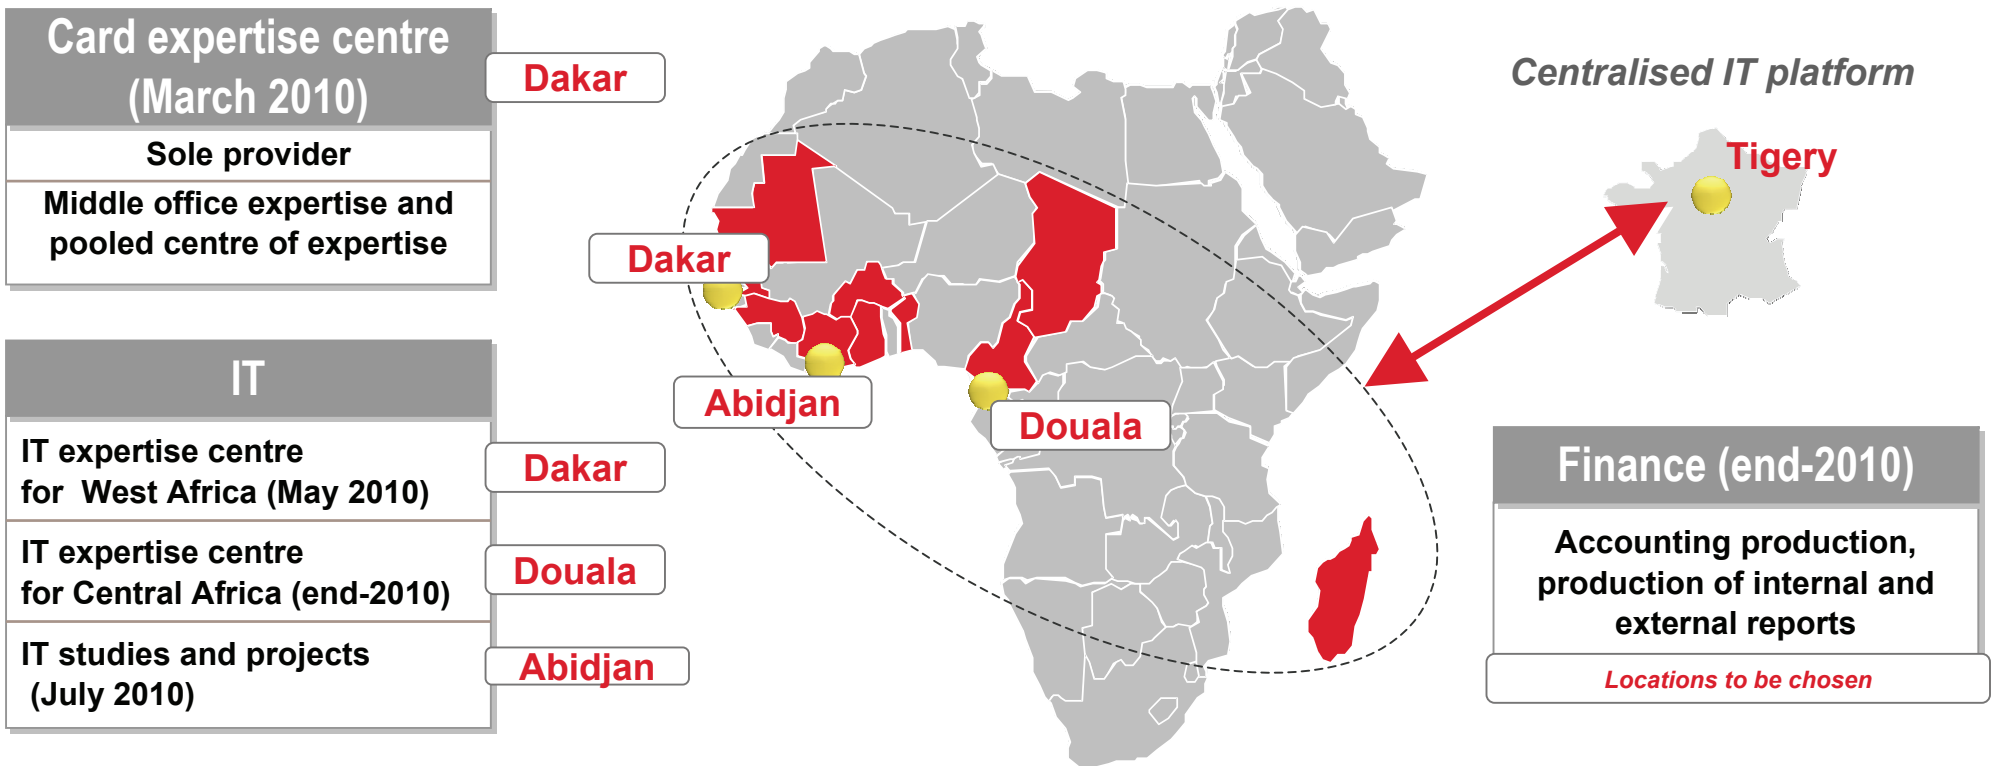 Card expertise centre
(March 2010)
Dakar
Sole provider
Middle office expertise and
pooled centre of expertise
IT
IT expertise centre
for West Africa (May 2010)
Dakar
IT expertise centre
for Central Africa (end-2010)
Douala
IT studies and projects
(July 2010)
Abidjan
Dakar
Abidjan
Douala
Centralised IT platform
Tigery
Finance (end-2010)
Accounting production,
production of internal and
external reports
Locations to be chosen